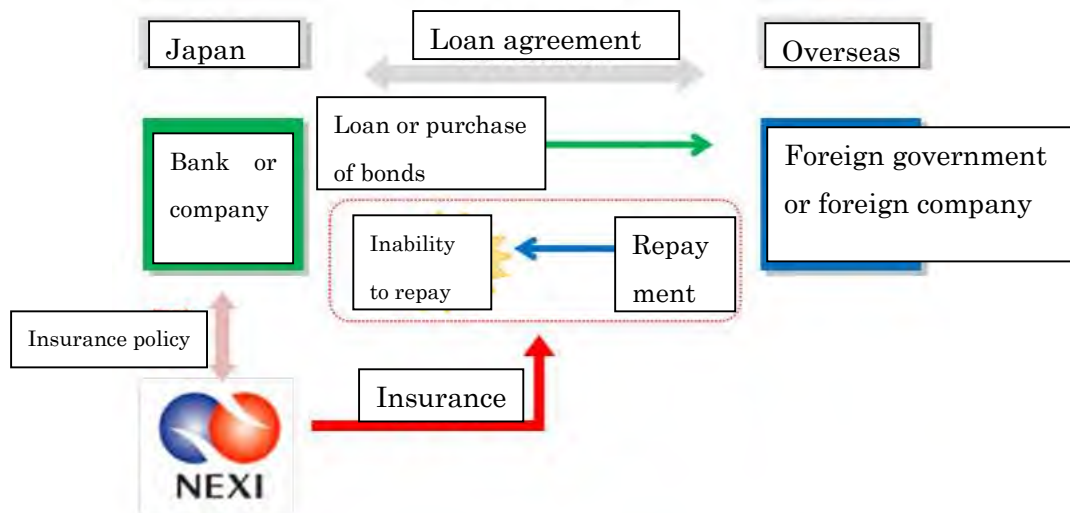 Japan
Loan agreement
Overseas
Loan or purchase
of bonds
Bank or
company
Foreign government
or foreign company
Inability
to repay
Repay
ment
Insurance policy
Insurance
NEXI